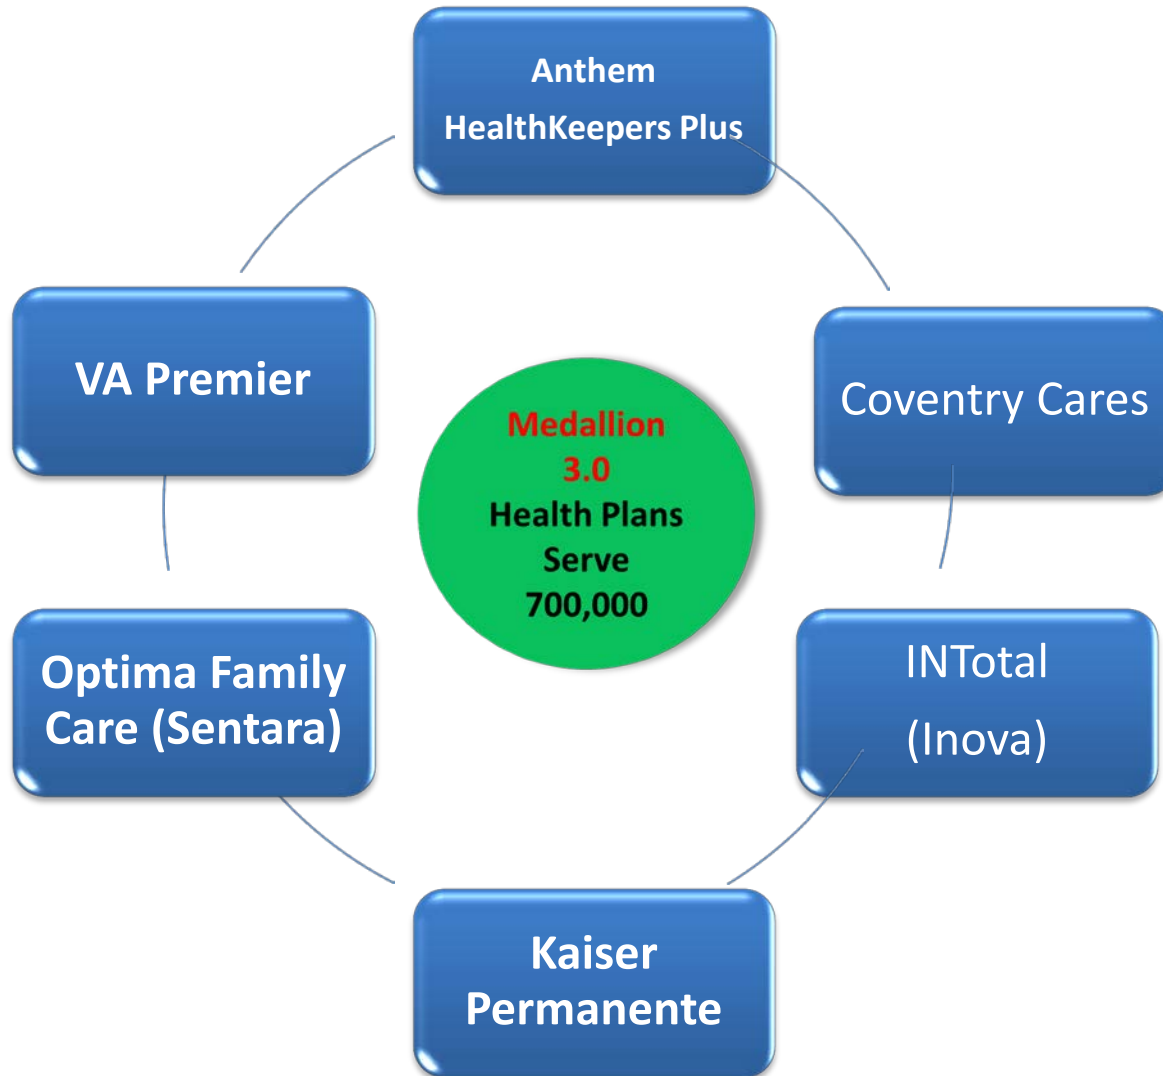 Anthem
HealthKeepers Plus
VA Premier
Coventry Cares
Medallion
3.0
Health Plans
Serve
700,000
Optima Family
Care (Sentara)
INTotal
(Inova)
Kaiser
Permanente